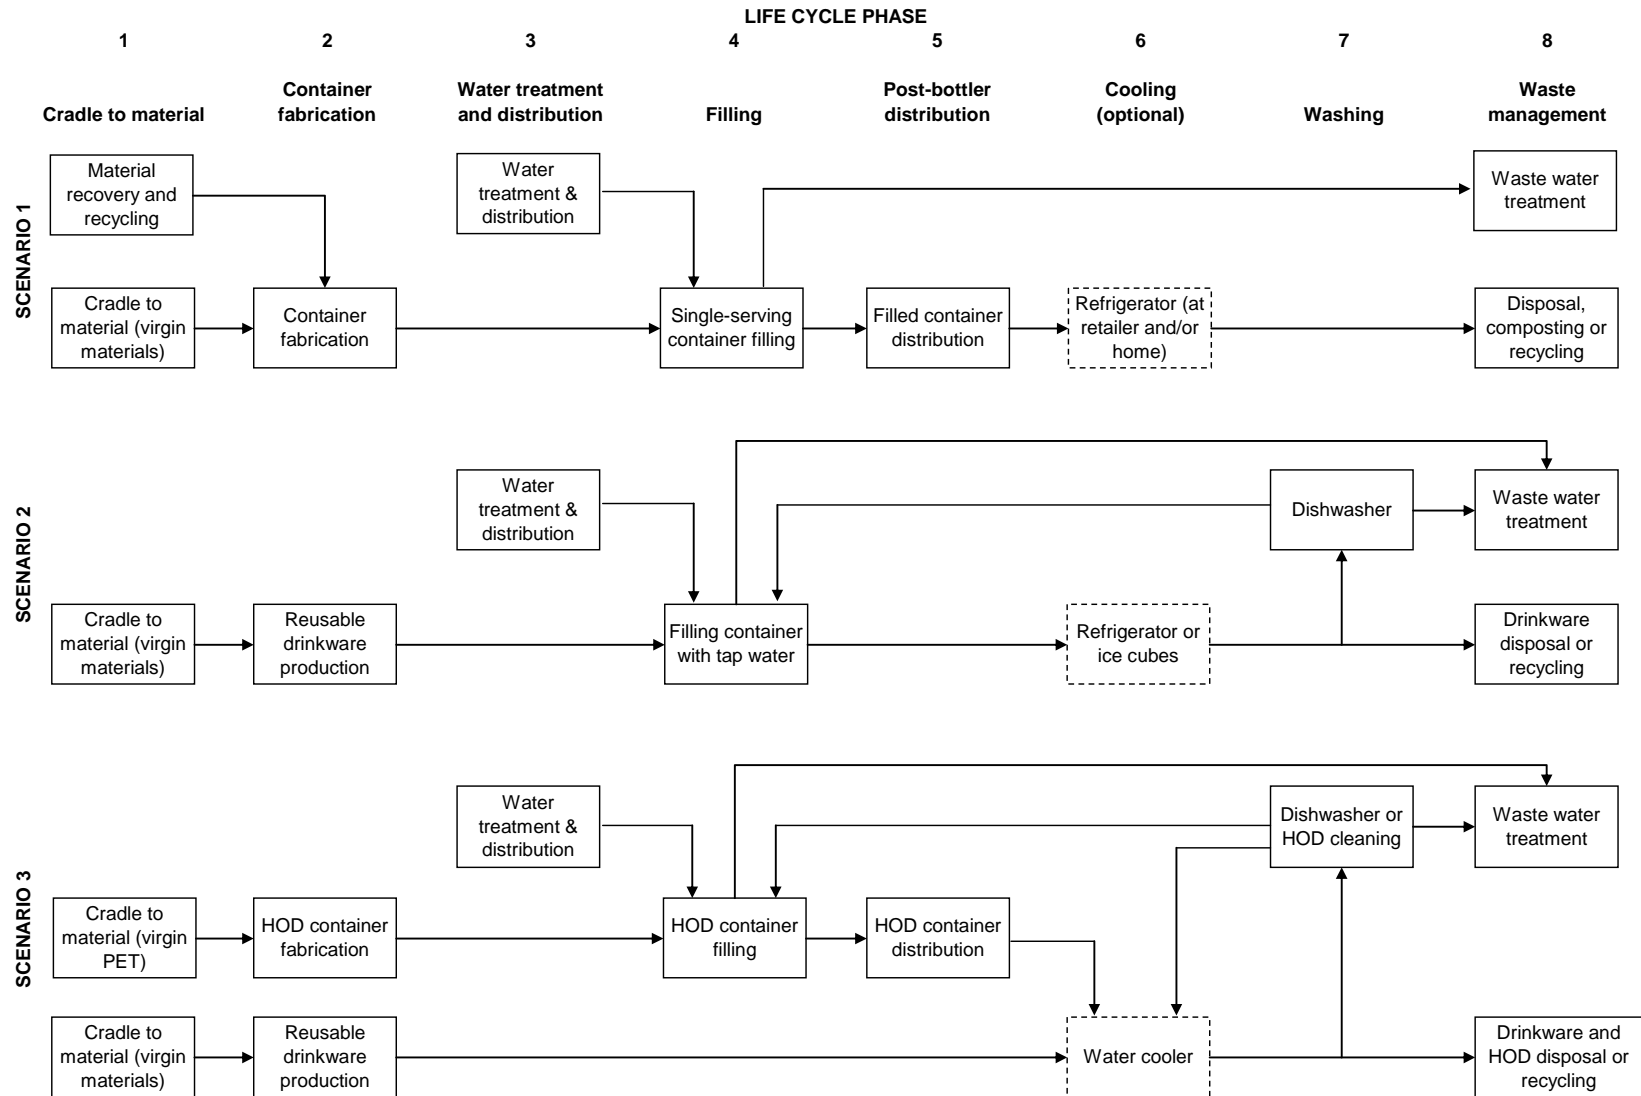 LIFE CYCLE PHASE
1
2
3
4
5
6
7
8
Cradle to material
Container
fabrication
Water treatment
and distribution
Filling
Post-bottler
distribution
Cooling
(optional)
Washing
Waste
management
SCENARIO 1
Material
recovery and
recycling
Water
treatment &
distribution
Waste water
treatment
Cradle to
material (virgin
materials)
Container
fabrication
Single-serving
container filling
Filled container
distribution
Refrigerator (at
retailer and/or
home)
Disposal,
composting or
recycling
SCENARIO 2
Water
treatment &
distribution
Dishwasher
Waste water
treatment
Cradle to
material (virgin
materials)
Reusable
drinkware
production
Filling container
with tap water
Refrigerator or
ice cubes
Drinkware
disposal or
recycling
SCENARIO 3
Water
treatment &
distribution
Dishwasher or
HOD cleaning
Waste water
treatment
Cradle to
material (virgin
PET)
HOD container
fabrication
HOD container
filling
HOD container
distribution
Cradle to
material (virgin
materials)
Reusable
drinkware
production
Water cooler
Drinkware and
HOD disposal or
recycling